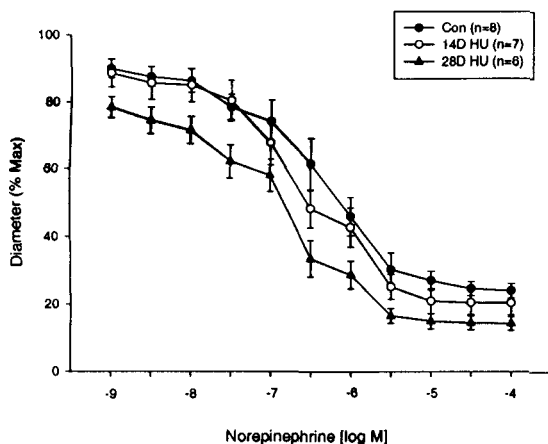 Con (n=8)
14D HU (n=7)
28D HU (n=6)
100
80
60
40
20
0
Diameter (% Max)
-9
-8
-7
-6
-5
-4
Norepinephrine [log M]